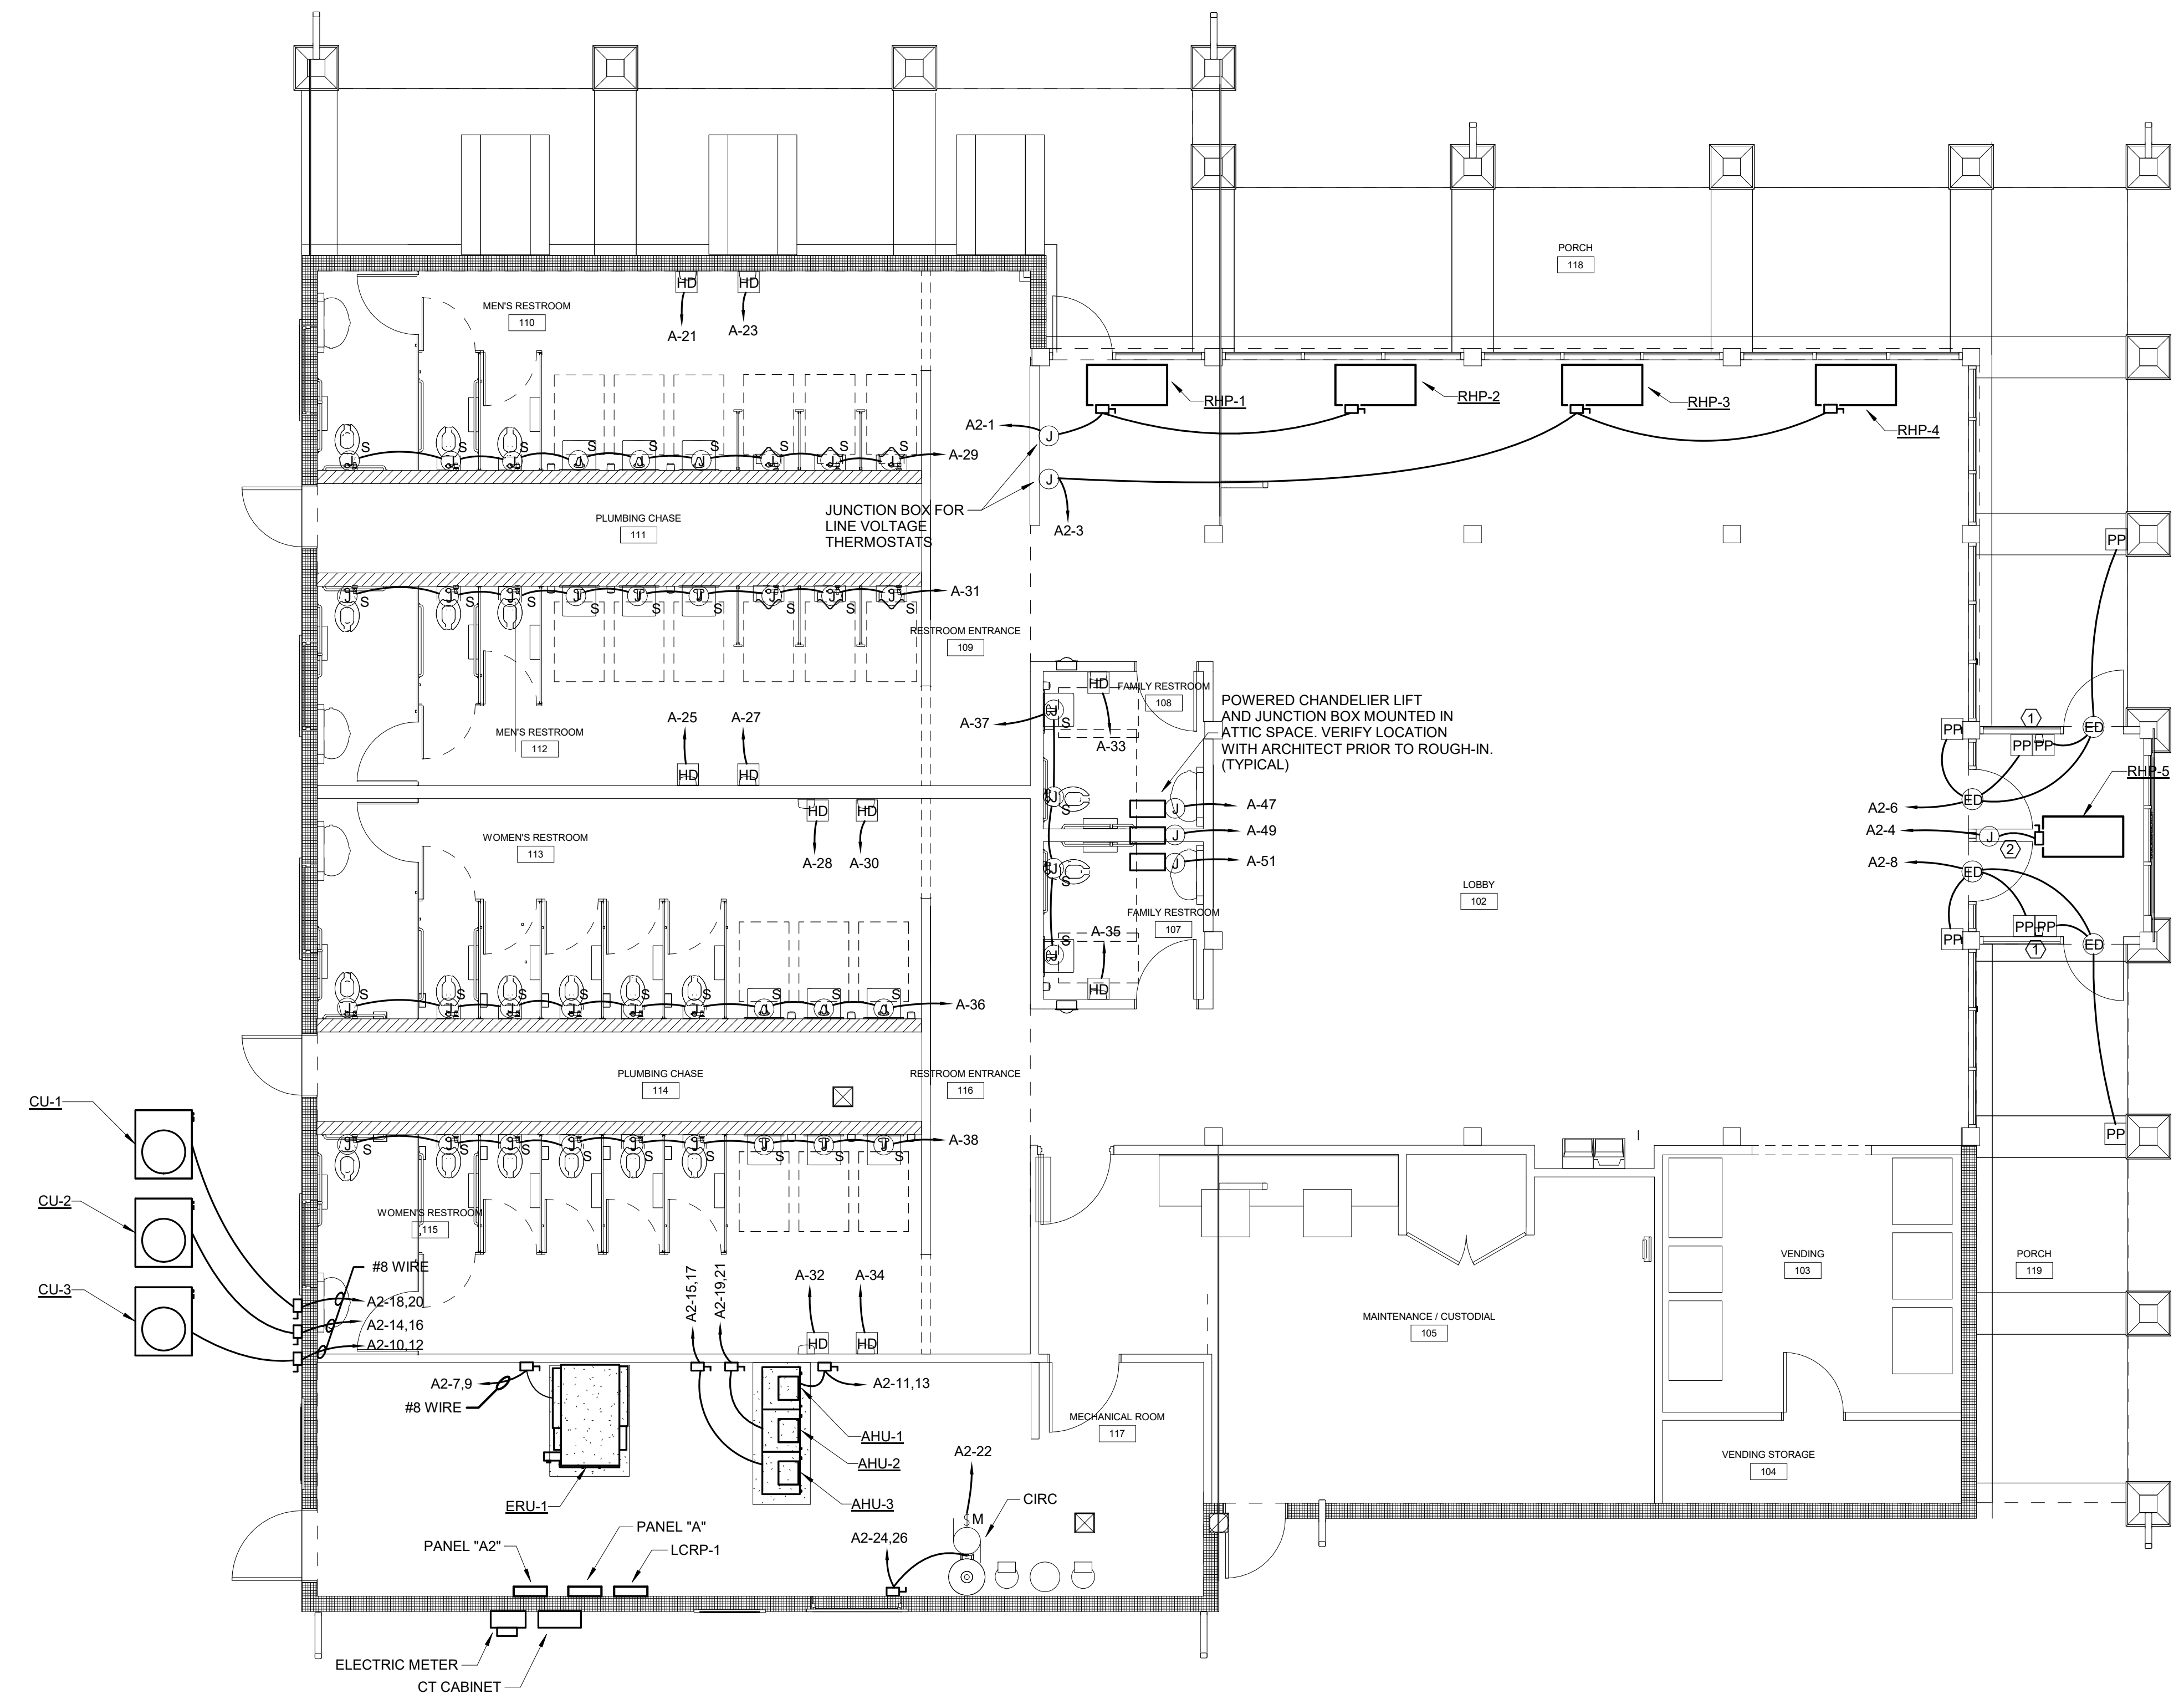 PORCH
118
MEN'S RESTROOM
110
HD
HD
A-21
A-23
RHP-1
RHP-2
RHP-3
RHP-4
A2-1
J
J
A2-3
S
S
S
S
S
S
S
S
S
J
J
J
J
J
J
J
J
J
A-29
JUNCTION BOX FOR
LINE VOLTAGE
THERMOSTATS
PLUMBING CHASE
111
J
J
J
J
J
J
J
J
J
S
S
S
S
S
S
S
S
S
A-31
RESTROOM ENTRANCE
109
MEN'S RESTROOM
112
A-25
A-27
HD
HD
HD
FAMILY RESTROOM
108
A-37
S
A-33
POWERED CHANDELIER LIFT
AND JUNCTION BOX MOUNTED IN
ATTIC SPACE. VERIFY LOCATION
WITH ARCHITECT PRIOR TO ROUGH-IN.
(TYPICAL)
J
S
J
A-47
J
A-49
J
A-51
J
S
FAMILY RESTROOM
107
A-35
S
HD
PP
PP
1
PP
PP
ED
RHP-5
ED
A2-6
A2-4
J
2
A2-8
ED
PP
PP
PP
1
ED
PP
LOBBY
102
WOMEN'S RESTROOM
113
HD
HD
A-28
A-30
S
S
S
S
S
S
S
S
S
J
J
J
J
J
J
J
J
J
A-36
PLUMBING CHASE
114
RESTROOM ENTRANCE
116
J
J
J
J
J
J
J
J
J
S
S
S
S
S
S
S
S
S
A-38
WOMEN'S RESTROOM
115
CU-1
CU-2
CU-3
#8 WIRE
A2-18,20
A2-14,16
A2-10,12
A2-15,17
A2-19,21
A-32
A-34
HD
HD
A2-7,9
#8 WIRE
A2-11,13
AHU-1
AHU-2
AHU-3
ERU-1
MECHANICAL ROOM
117
MAINTENANCE / CUSTODIAL
105
VENDING
103
PORCH
119
VENDING STORAGE
104
A2-22
CIRC
M
A2-24,26
PANEL "A2"
PANEL "A"
LCRP-1
ELECTRIC METER
CT CABINET